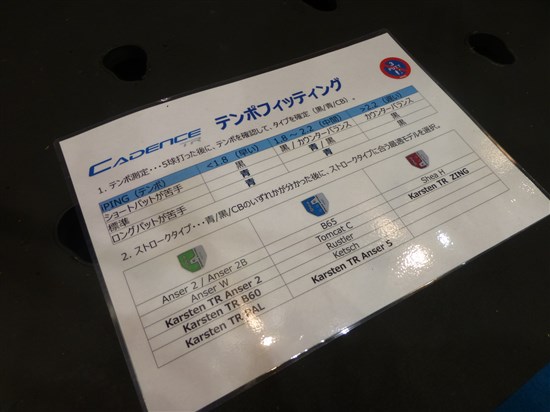 CADENCE TR テンポフィッティング
1. テンポ測定・・・5球打った後に、テンポを確認して、タイプを確定（黒/青/CB）。
PING（テンポ） <1.8（早い） 1.8～2.2（中間） >2.2（遅い）
ショートパットが苦手 黒 黒/カウンターバランス カウンターバランス
標準 青 青/黒 黒
ロングパットが苦手 青 青 黒
2. ストロークタイプ・・・青/黒/CBのいずれかが分かった後に、ストロークタイプに合う最適モデルを選択。
Anser 2 / Anser 2B
Anser W
Karsten TR Anser 2
Karsten TR B60
Karsten TR PAL
B65
Tomcat C
Rustler
Ketsch
Karsten TR Anser 5
Shea H
Karsten TR ZING